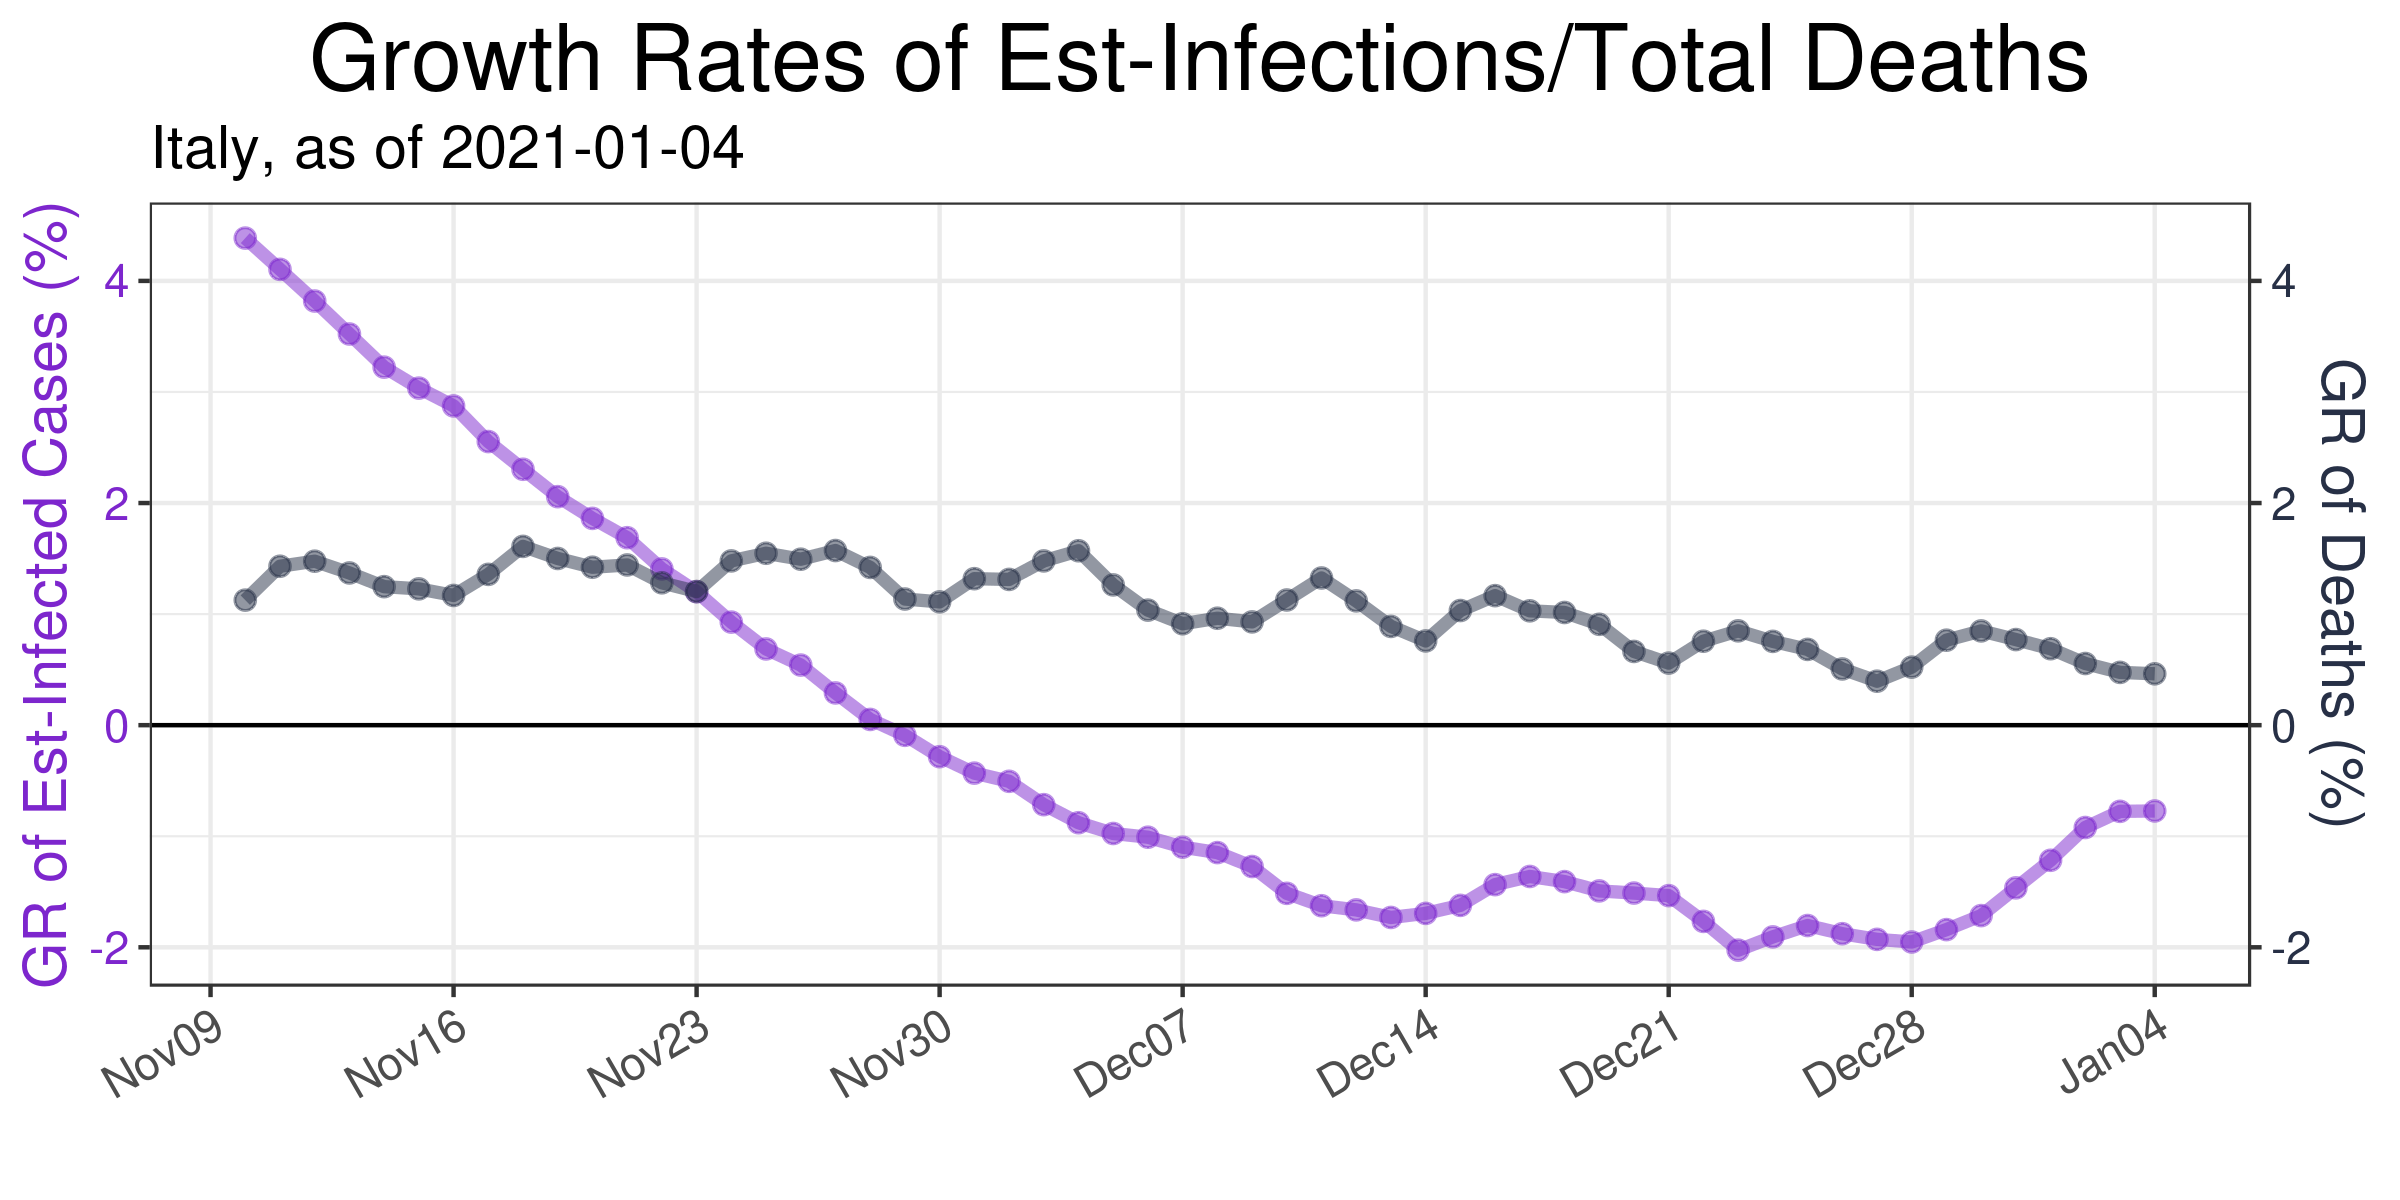 Growth Rates of Est-Infections/Total Deaths
Italy, as of 2021-01-04
GR of Est-Infected Cases (%)
4
2
0
-2
4
2
0
-2
GR of Deaths (%)
Nov09
Nov16
Nov23
Nov30
Dec07
Dec14
Dec21
Dec28
Jan04